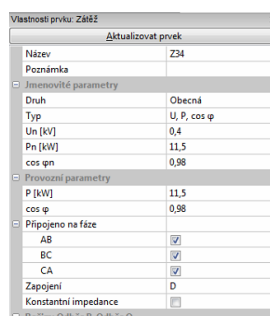 Vlastnosti prvku: Zátěž
Aktualizovat prvek
Název Z34
Poznámka
Jmenovité parametry
Druh Obecná
Typ U, P, cos φ
Un [kV] 0,4
Pn [kW] 11,5
cos φn 0,98
Provozní parametry
P [kW] 11,5
cos φ 0,98
Připojeno na fáze
AB
BC
CA
Zapojení D
Konstantní impedance